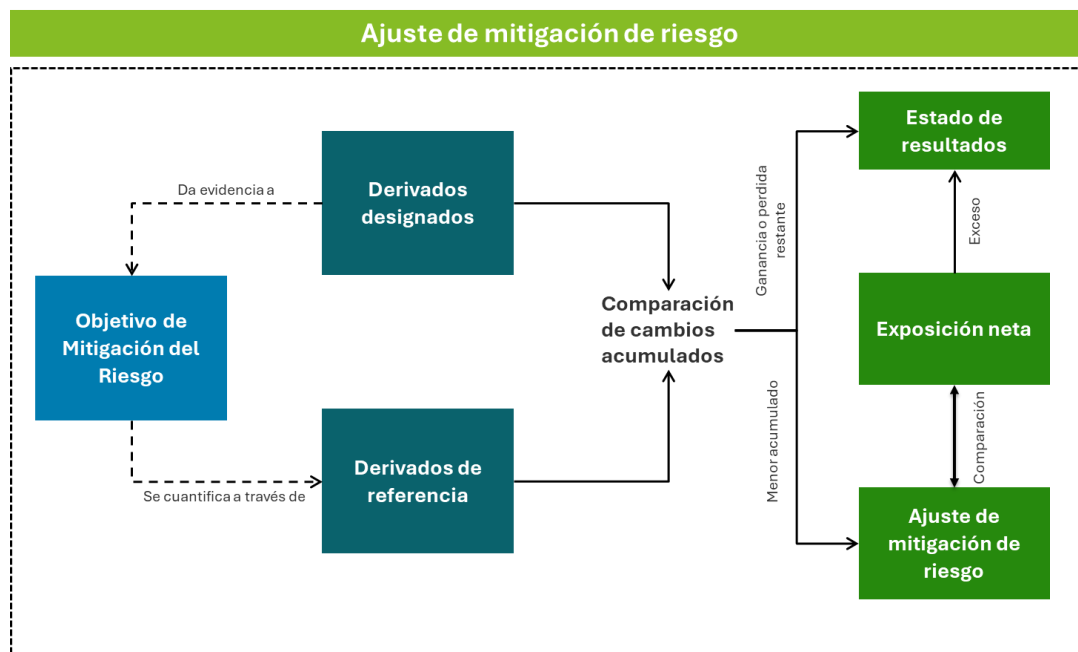 Ajuste de mitigación de riesgo
Da evidencia a
Derivados
designados
Objetivo de
Mitigación del
Riesgo
Se cuantifica a través de
Derivados de
referencia
Comparación
de cambios
acumulados
Ganancia o perdida
restante
Menor acumulado
Estado de
resultados
Exceso
Exposición neta
Comparación
Ajuste de
mitigación de
riesgo